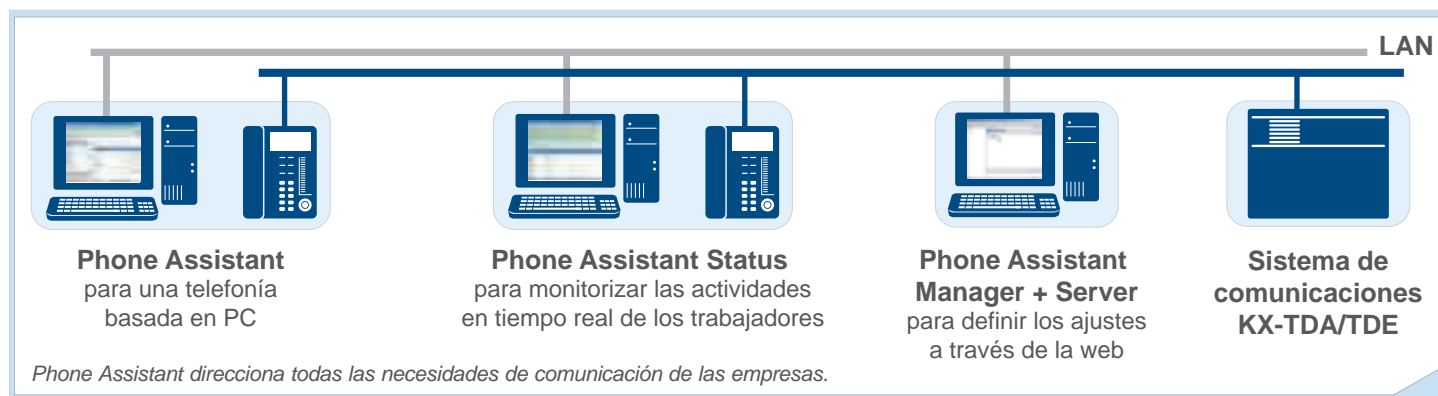 LAN
Phone Assistant
para una telefonía
basada en PC
Phone Assistant Status
para monitorizar las actividades
en tiempo real de los trabajadores
Phone Assistant
Manager + Server
para definir los ajustes
a través de la web
Sistema de
comunicaciones
KX-TDA/TDE
Phone Assistant direcciona todas las necesidades de comunicación de las empresas.